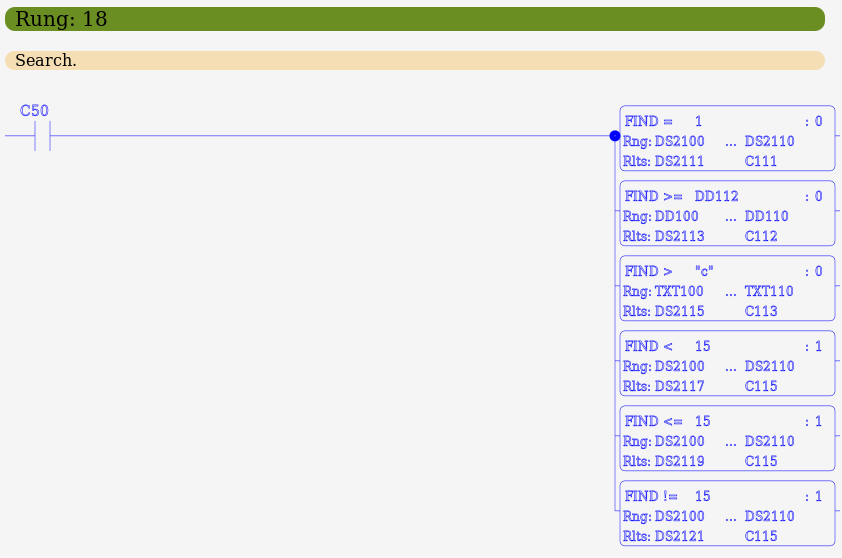 Rung: 18
Search.
C50
FIND = 1 : 0
Rng: DS2100 ... DS2110
Rlts: DS2111 C111
FIND >= DD112 : 0
Rng: DD100 ... DD110
Rlts: DS2113 C112
FIND > "c" : 0
Rng: TXT100 ... TXT110
Rlts: DS2115 C113
FIND < 15 : 1
Rng: DS2100 ... DS2110
Rlts: DS2117 C115
FIND <= 15 : 1
Rng: DS2100 ... DS2110
Rlts: DS2119 C115
FIND != 15 : 1
Rng: DS2100 ... DS2110
Rlts: DS2121 C115